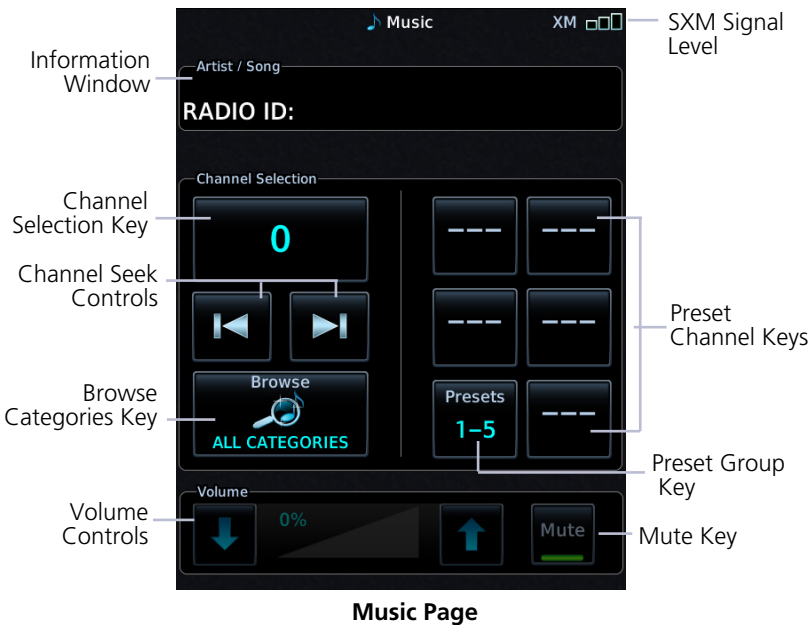 Music
XM
SXM Signal
Level
Information
Window
Artist / Song
RADIO ID:
Channel Selection
Channel
Selection Key
0
--- ---
Channel Seek
Controls
--- ---
Preset
Channel Keys
Browse
Categories Key
Browse
ALL CATEGORIES
Presets
1–5
---
Preset Group
Key
Volume
Volume
Controls
0%
Mute
Mute Key
Music Page